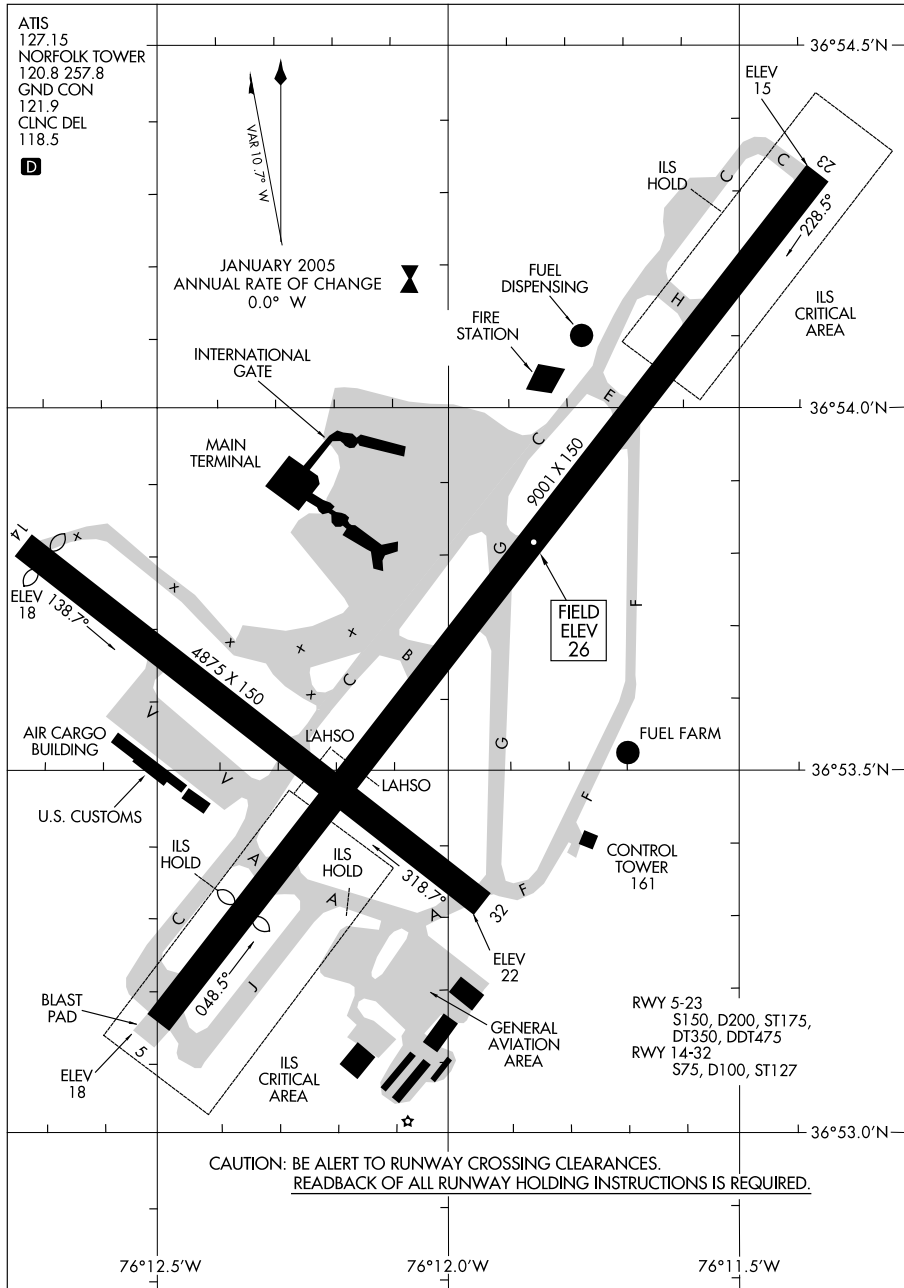 ATIS
127.15
NORFOLK TOWER
120.8 257.8
GND CON
121.9
CLNC DEL
118.5
D
VAR 10.7° W
JANUARY 2005
ANNUAL RATE OF CHANGE
0.0° W
36°54.5'N
ELEV
15
23
C
C
ILS
HOLD
228.5°
H
ILS
CRITICAL
AREA
FUEL
DISPENSING
FIRE
STATION
INTERNATIONAL
GATE
MAIN
TERMINAL
E
C
36°54.0'N
9001 X 150
G
F
FIELD
ELEV
26
14
x
ELEV
18
138.7°
x
x
x
x
x
B
C
4875 X 150
V
AIR CARGO
BUILDING
V
U.S. CUSTOMS
LAHSO
LAHSO
G
FUEL FARM
36°53.5'N
F
CONTROL
TOWER
161
ILS
HOLD
A
ILS
HOLD
A
318.7°
A
F
32
C
J
048.5°
ELEV
22
BLAST
PAD
5
ELEV
18
ILS
CRITICAL
AREA
GENERAL
AVIATION
AREA
RWY 5-23
S150, D200, ST175,
DT350, DDT475
RWY 14-32
S75, D100, ST127
36°53.0'N
CAUTION: BE ALERT TO RUNWAY CROSSING CLEARANCES.
READBACK OF ALL RUNWAY HOLDING INSTRUCTIONS IS REQUIRED.
76°12.5'W
76°12.0'W
76°11.5'W